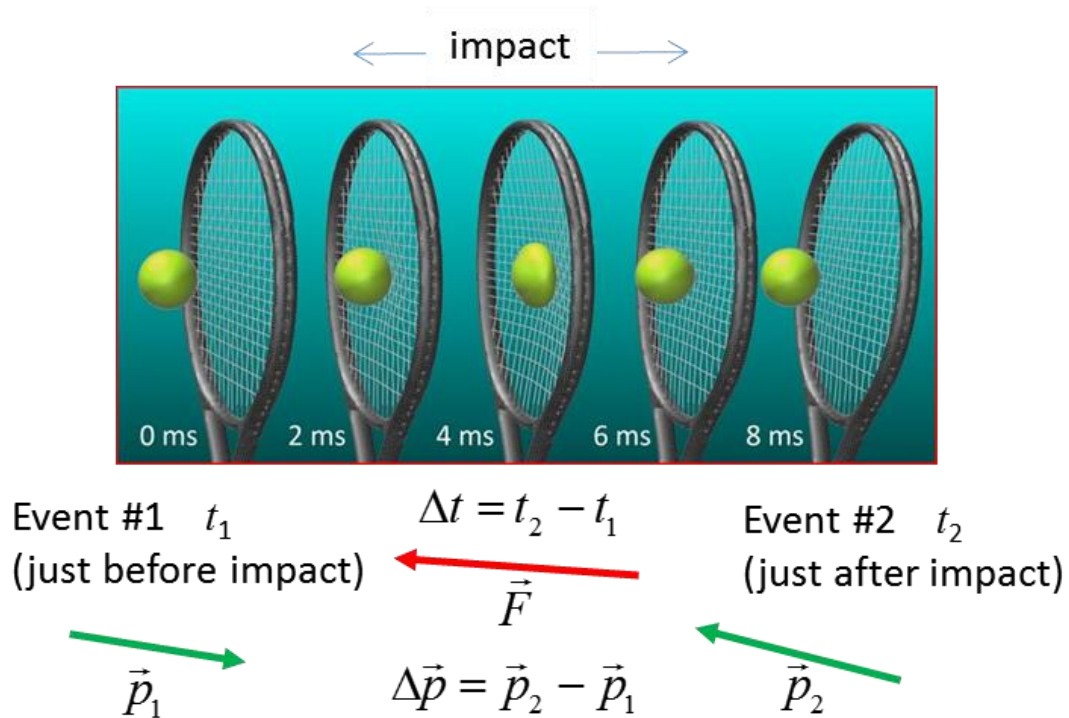 impact
0 ms 2 ms 4 ms 6 ms 8 ms
Event #1 t₁
(just before impact)
Δt = t₂ − t₁
F⃗
Event #2 t₂
(just after impact)
p⃗₁
Δp⃗ = p⃗₂ − p⃗₁
p⃗₂